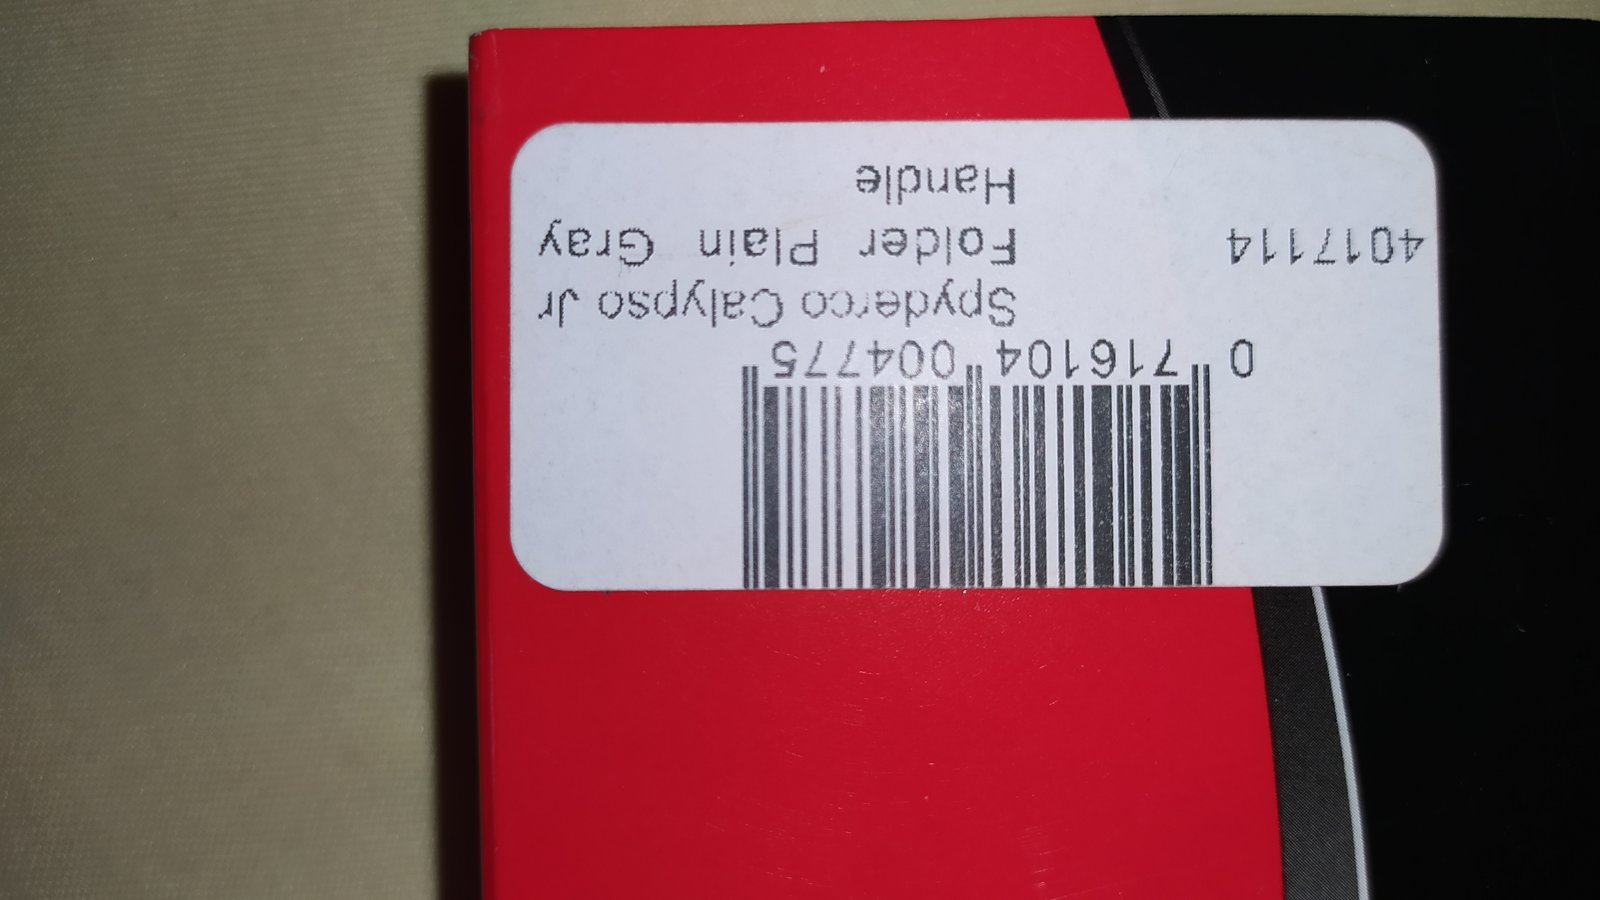 0 716104 004775
Spyderco Calypso Jr
4017114 Folder Plain Gray
Handle